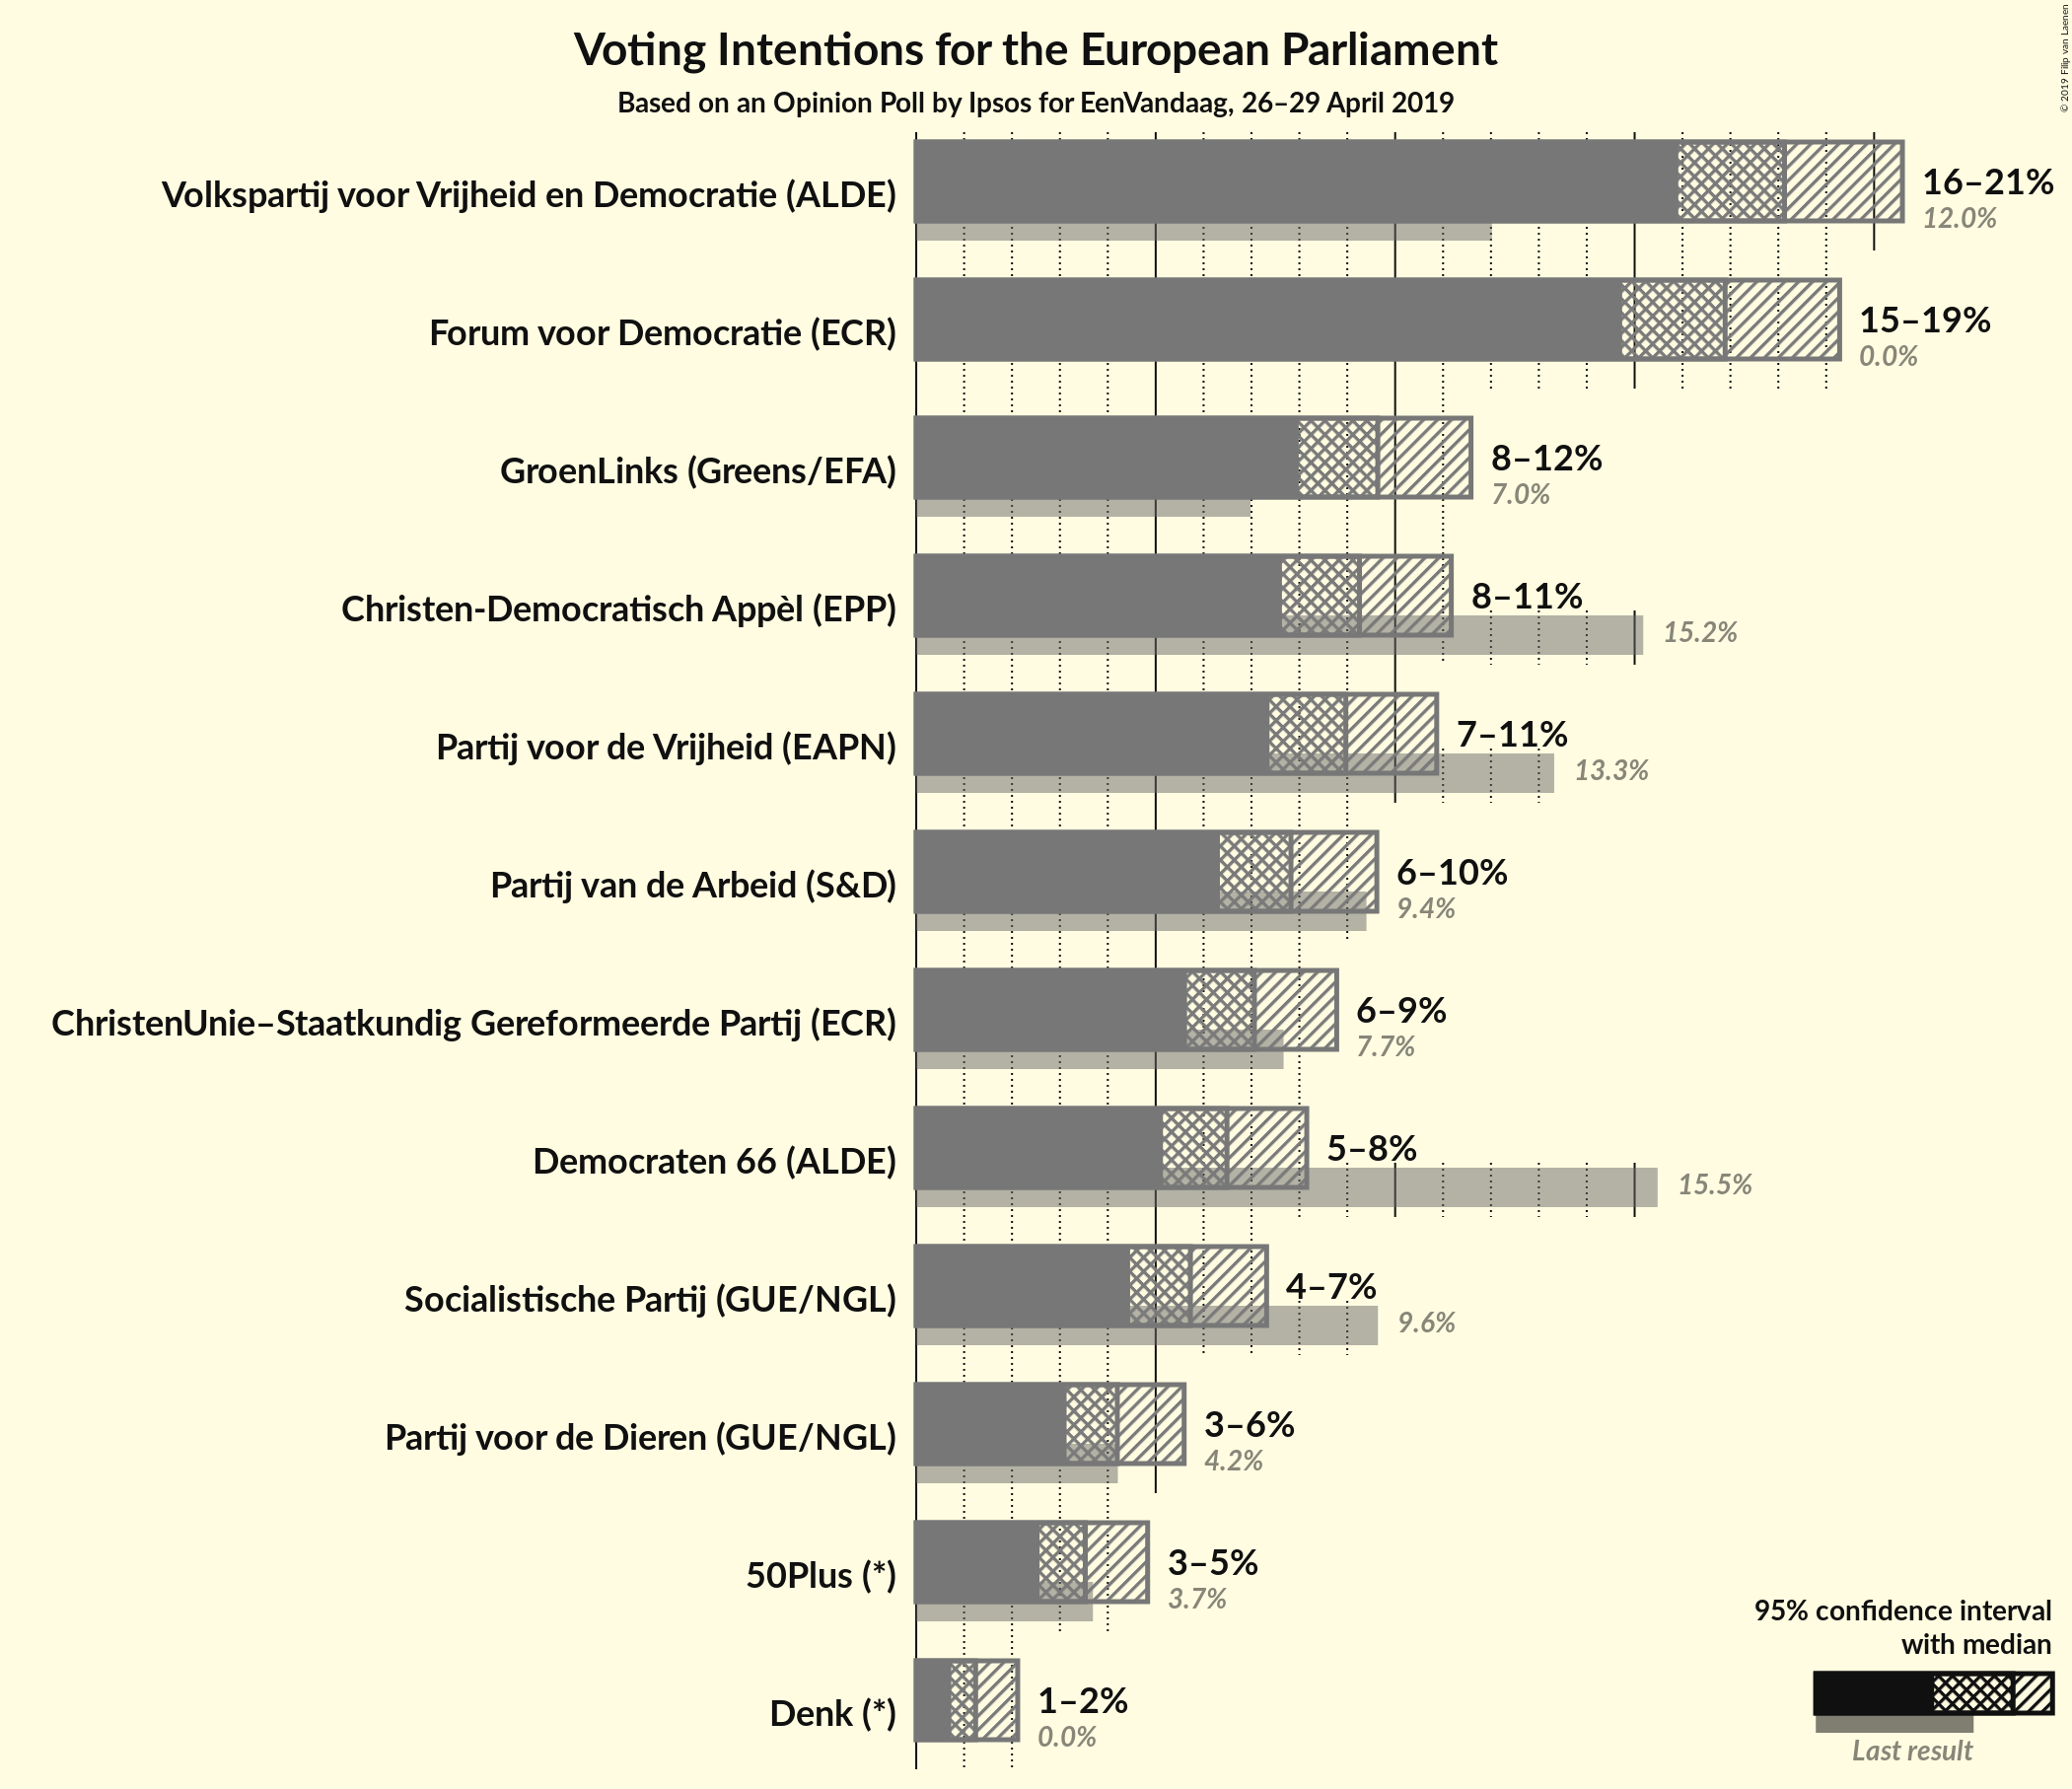 Voting Intentions for the European Parliament
Based on an Opinion Poll by Ipsos for EenVandaag, 26–29 April 2019
© 2019 Filip van Laenen
Volkspartij voor Vrijheid en Democratie (ALDE)
16–21%
12.0%
Forum voor Democratie (ECR)
15–19%
0.0%
GroenLinks (Greens/EFA)
8–12%
7.0%
Christen-Democratisch Appèl (EPP)
8–11%
15.2%
Partij voor de Vrijheid (EAPN)
7–11%
13.3%
Partij van de Arbeid (S&D)
6–10%
9.4%
ChristenUnie–Staatkundig Gereformeerde Partij (ECR)
6–9%
7.7%
Democraten 66 (ALDE)
5–8%
15.5%
Socialistische Partij (GUE/NGL)
4–7%
9.6%
Partij voor de Dieren (GUE/NGL)
3–6%
4.2%
50Plus (*)
3–5%
3.7%
Denk (*)
1–2%
0.0%
95% confidence interval
with median
Last result